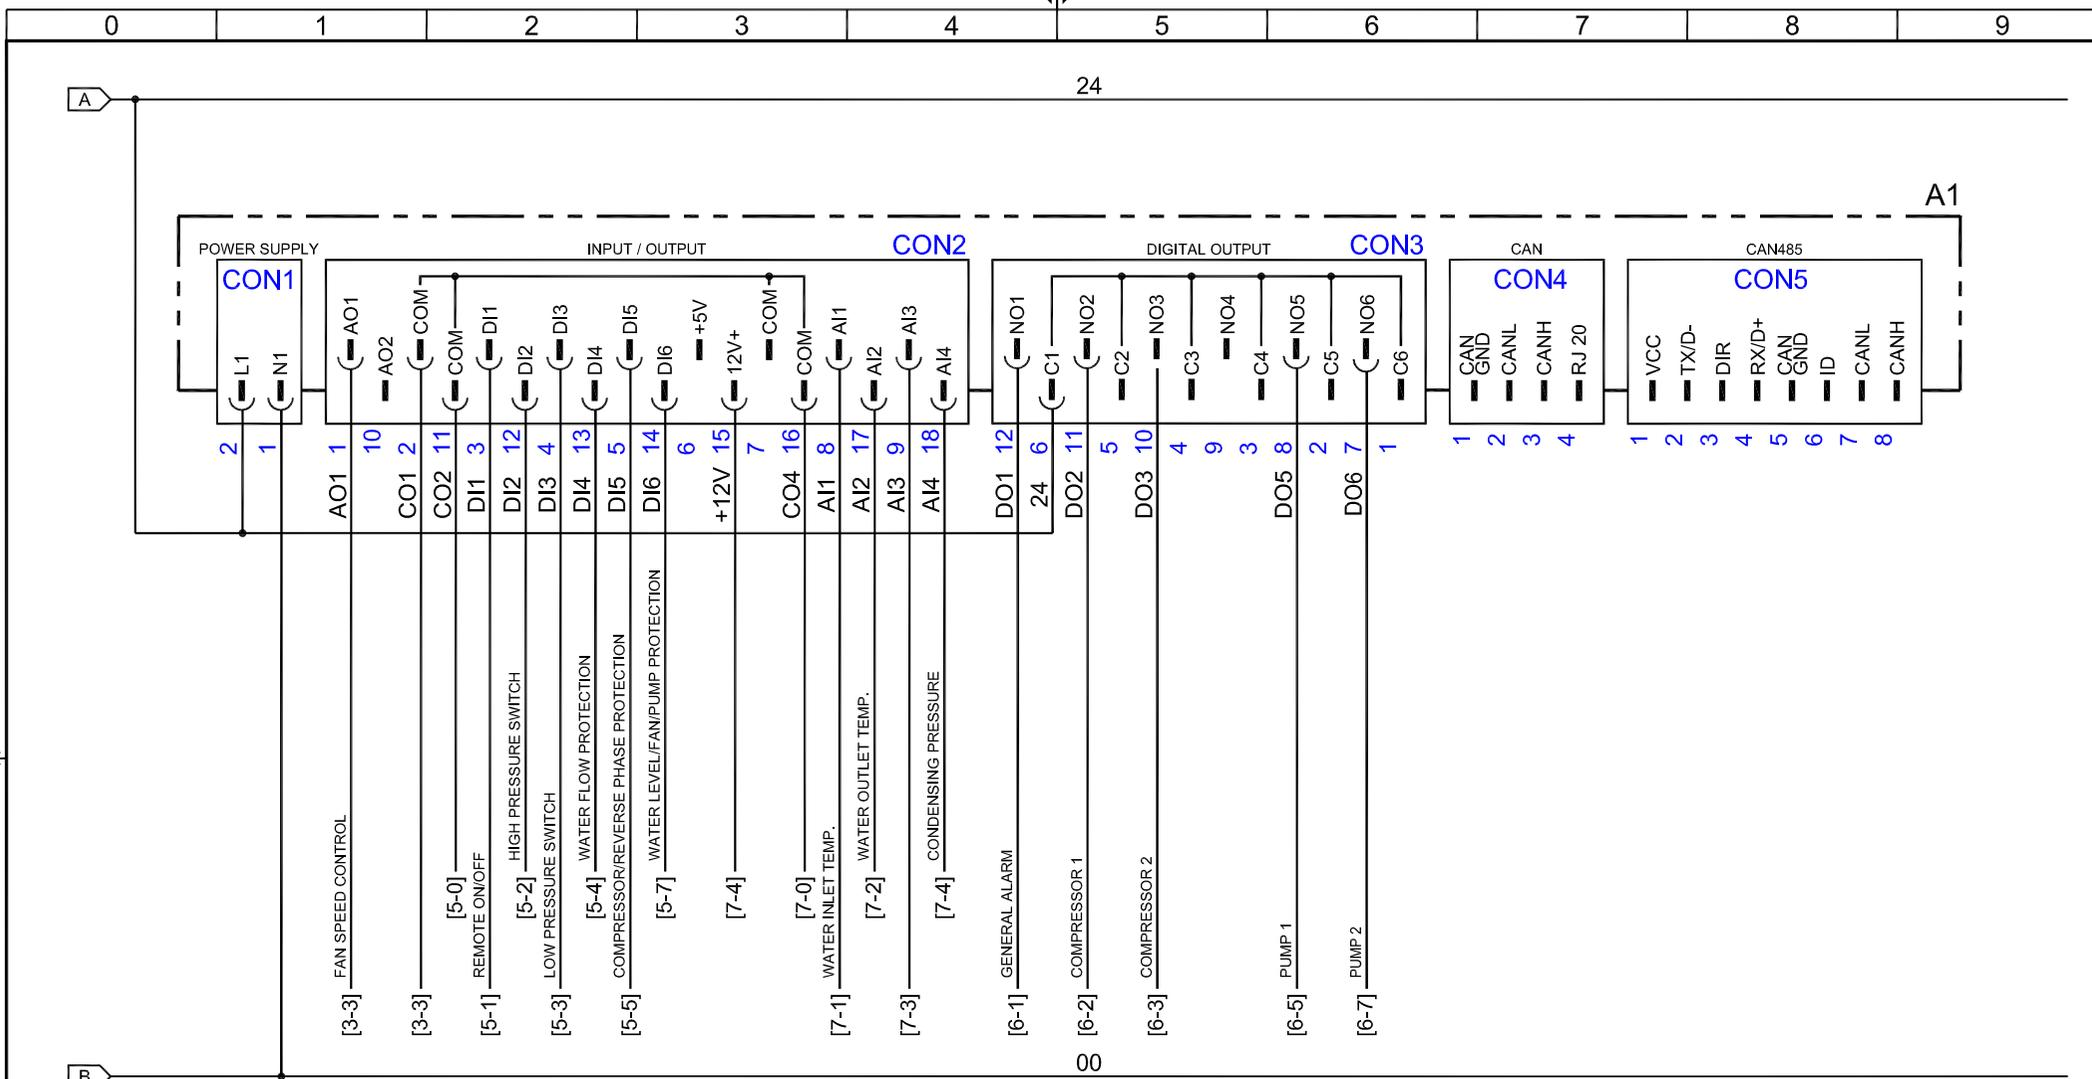 0 1 2 3 4 5 6 7 8 9
A
24
A1
POWER SUPPLY
INPUT / OUTPUT
CON2
DIGITAL OUTPUT
CON3
CAN
CAN485
CON1
CON4
CON5
L1 N1
AO1 AO2 COM COM DI1 DI2 DI3 DI4 DI5 DI6 +5V 12V+ COM COM AI1 AI2 AI3 AI4
NO1 C1 NO2 C2 NO3 C3 NO4 C4 NO5 C5 NO6 C6
CAN GND CANL CANH RJ 20
VCC TX/D- DIR RX/D+ CAN GND ID CANL CANH
2 1
1 10 2 11 3 12 4 13 5 14 6 15 7 16 8 17 9 18
12 6 11 5 10 4 9 3 8 2 7 1
1 2 3 4
1 2 3 4 5 6 7 8
AO1 CO1 CO2 DI1 DI2 DI3 DI4 DI5 DI6 +12V CO4 AI1 AI2 AI3 AI4
DO1 24 DO2 DO3 DO5 DO6
FAN SPEED CONTROL
REMOTE ON/OFF
HIGH PRESSURE SWITCH
LOW PRESSURE SWITCH
WATER FLOW PROTECTION
COMPRESSOR/REVERSE PHASE PROTECTION
WATER LEVEL/FAN/PUMP PROTECTION
WATER INLET TEMP.
WATER OUTLET TEMP.
CONDENSING PRESSURE
GENERAL ALARM
COMPRESSOR 1
COMPRESSOR 2
PUMP 1
PUMP 2
[5-0] [5-2] [5-4] [5-7] [7-4] [7-0] [7-2] [7-4]
[3-3] [3-3] [5-1] [5-3] [5-5] [7-1] [7-3] [6-1] [6-2] [6-3] [6-5] [6-7]
B
00